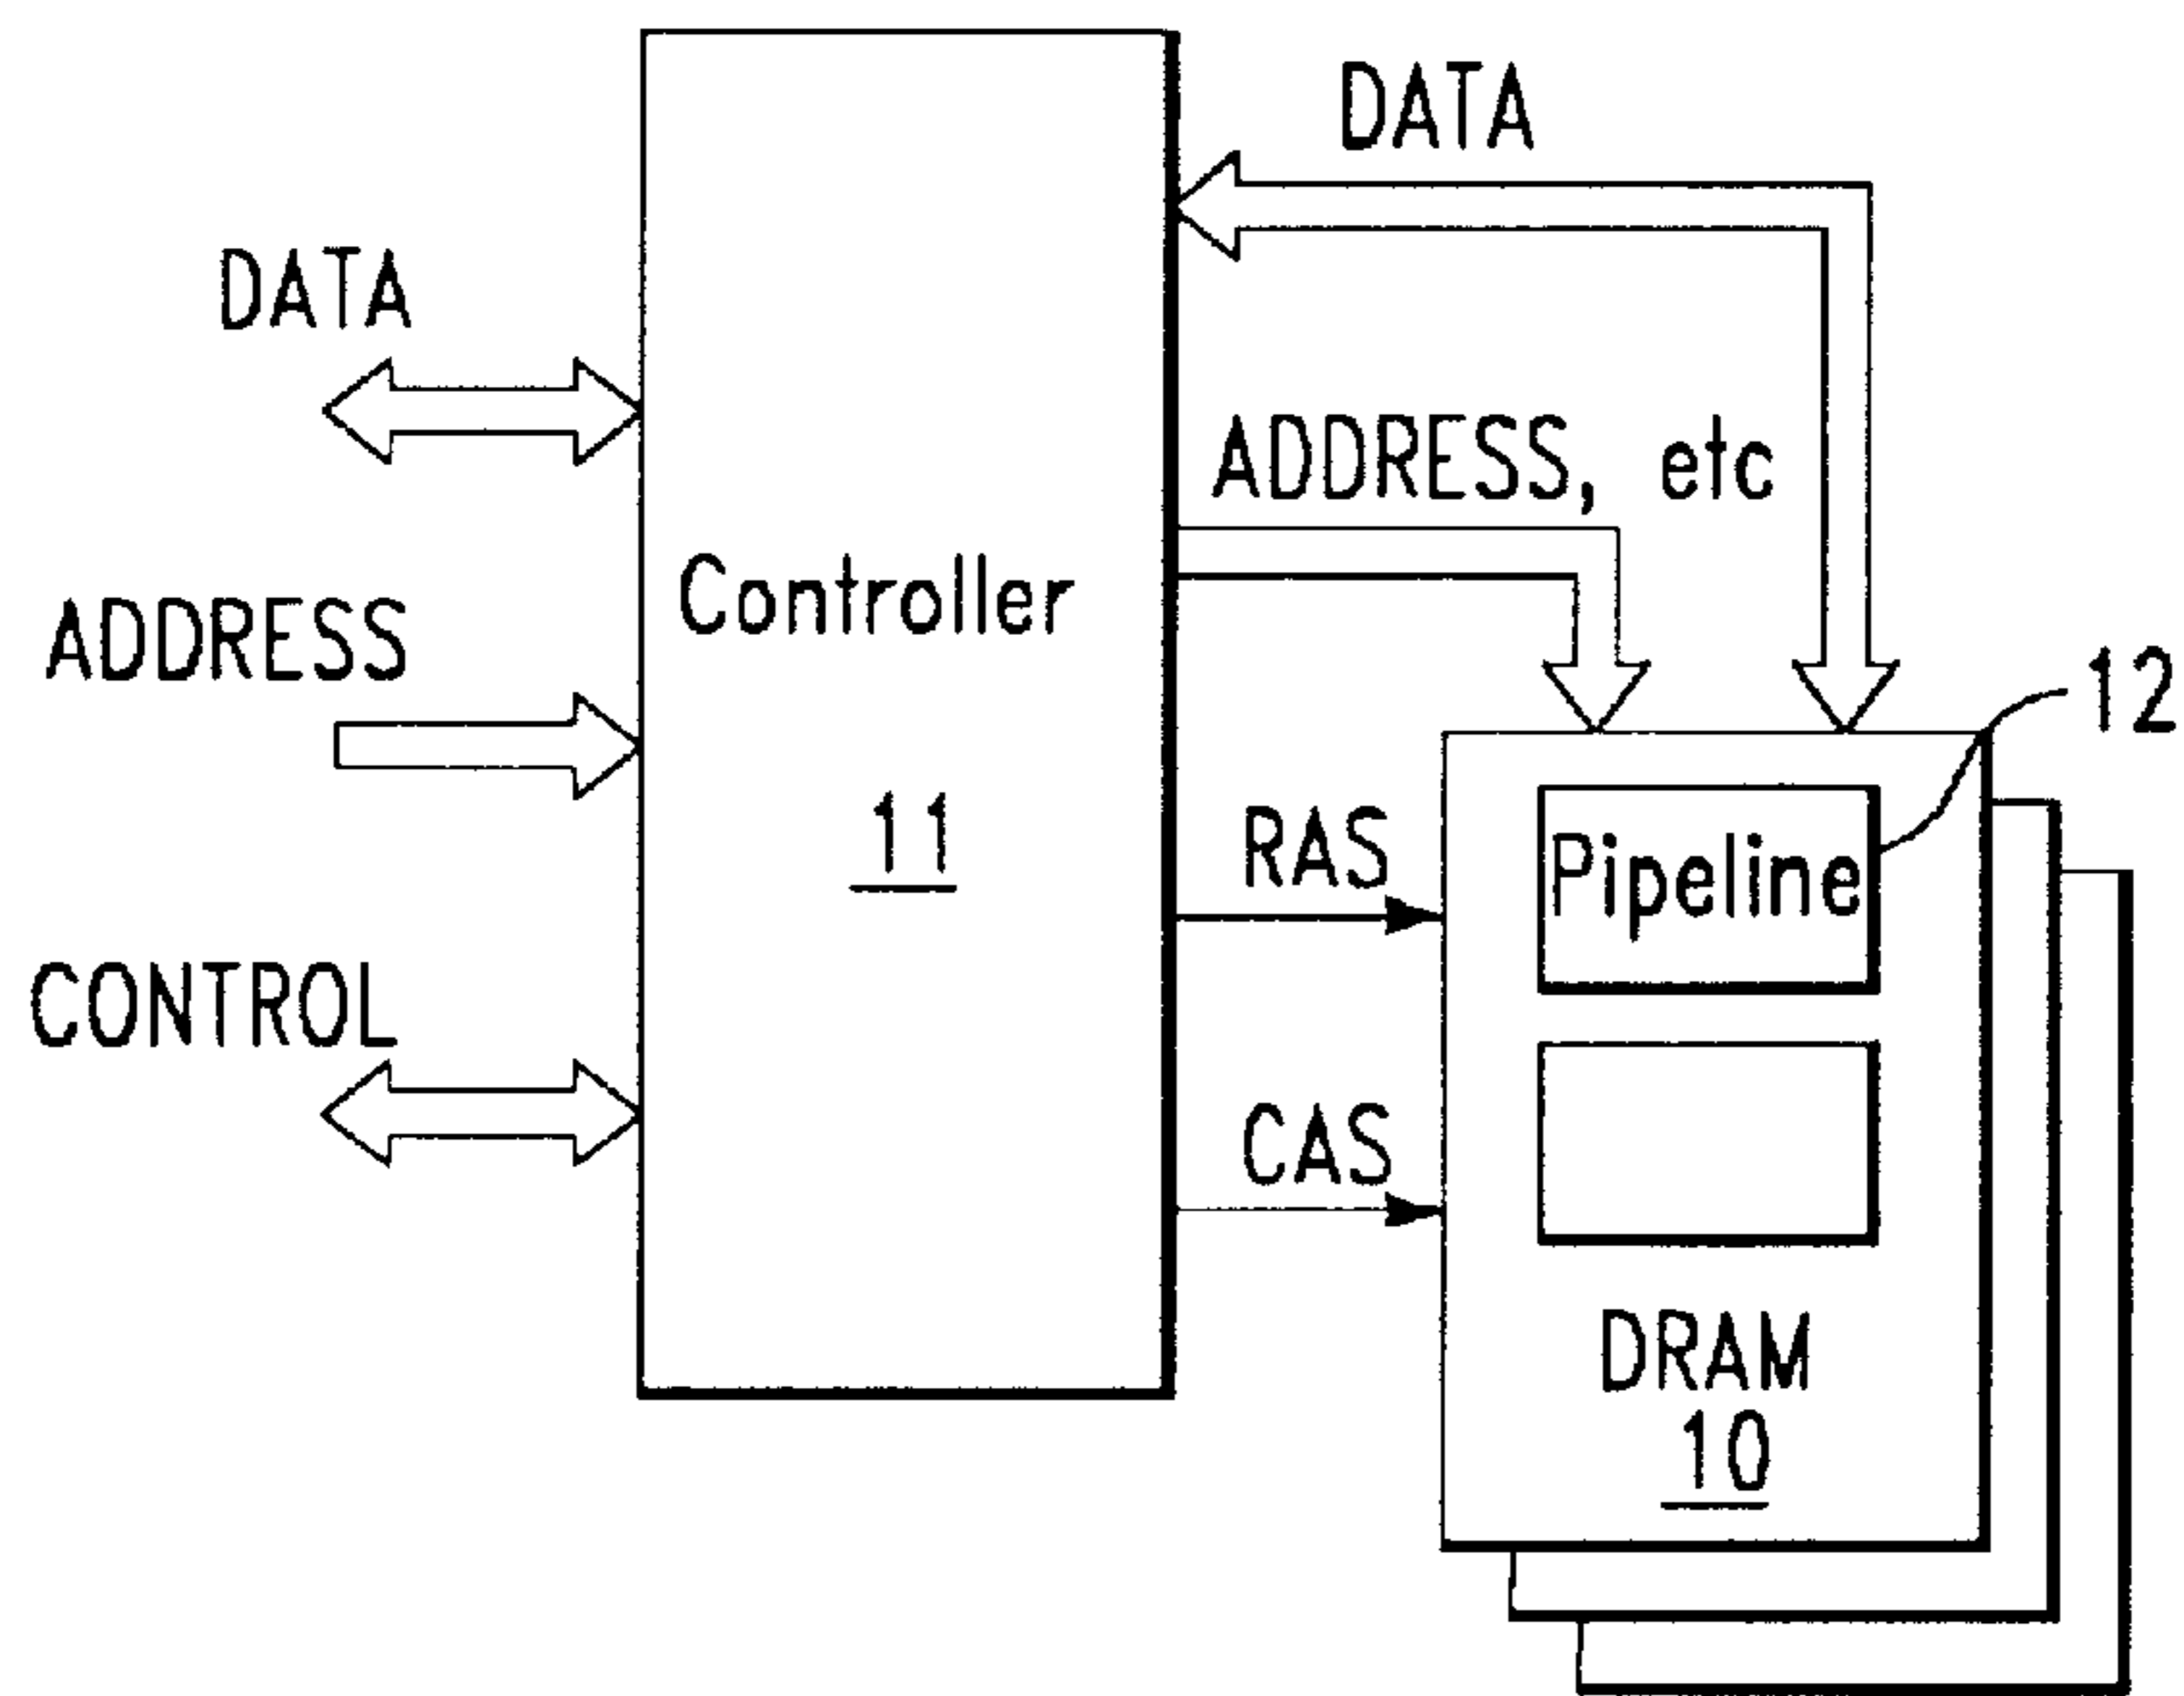 DATA
DATA
ADDRESS, etc
Controller
ADDRESS
12
11
RAS
Pipeline
CONTROL
CAS
DRAM
10